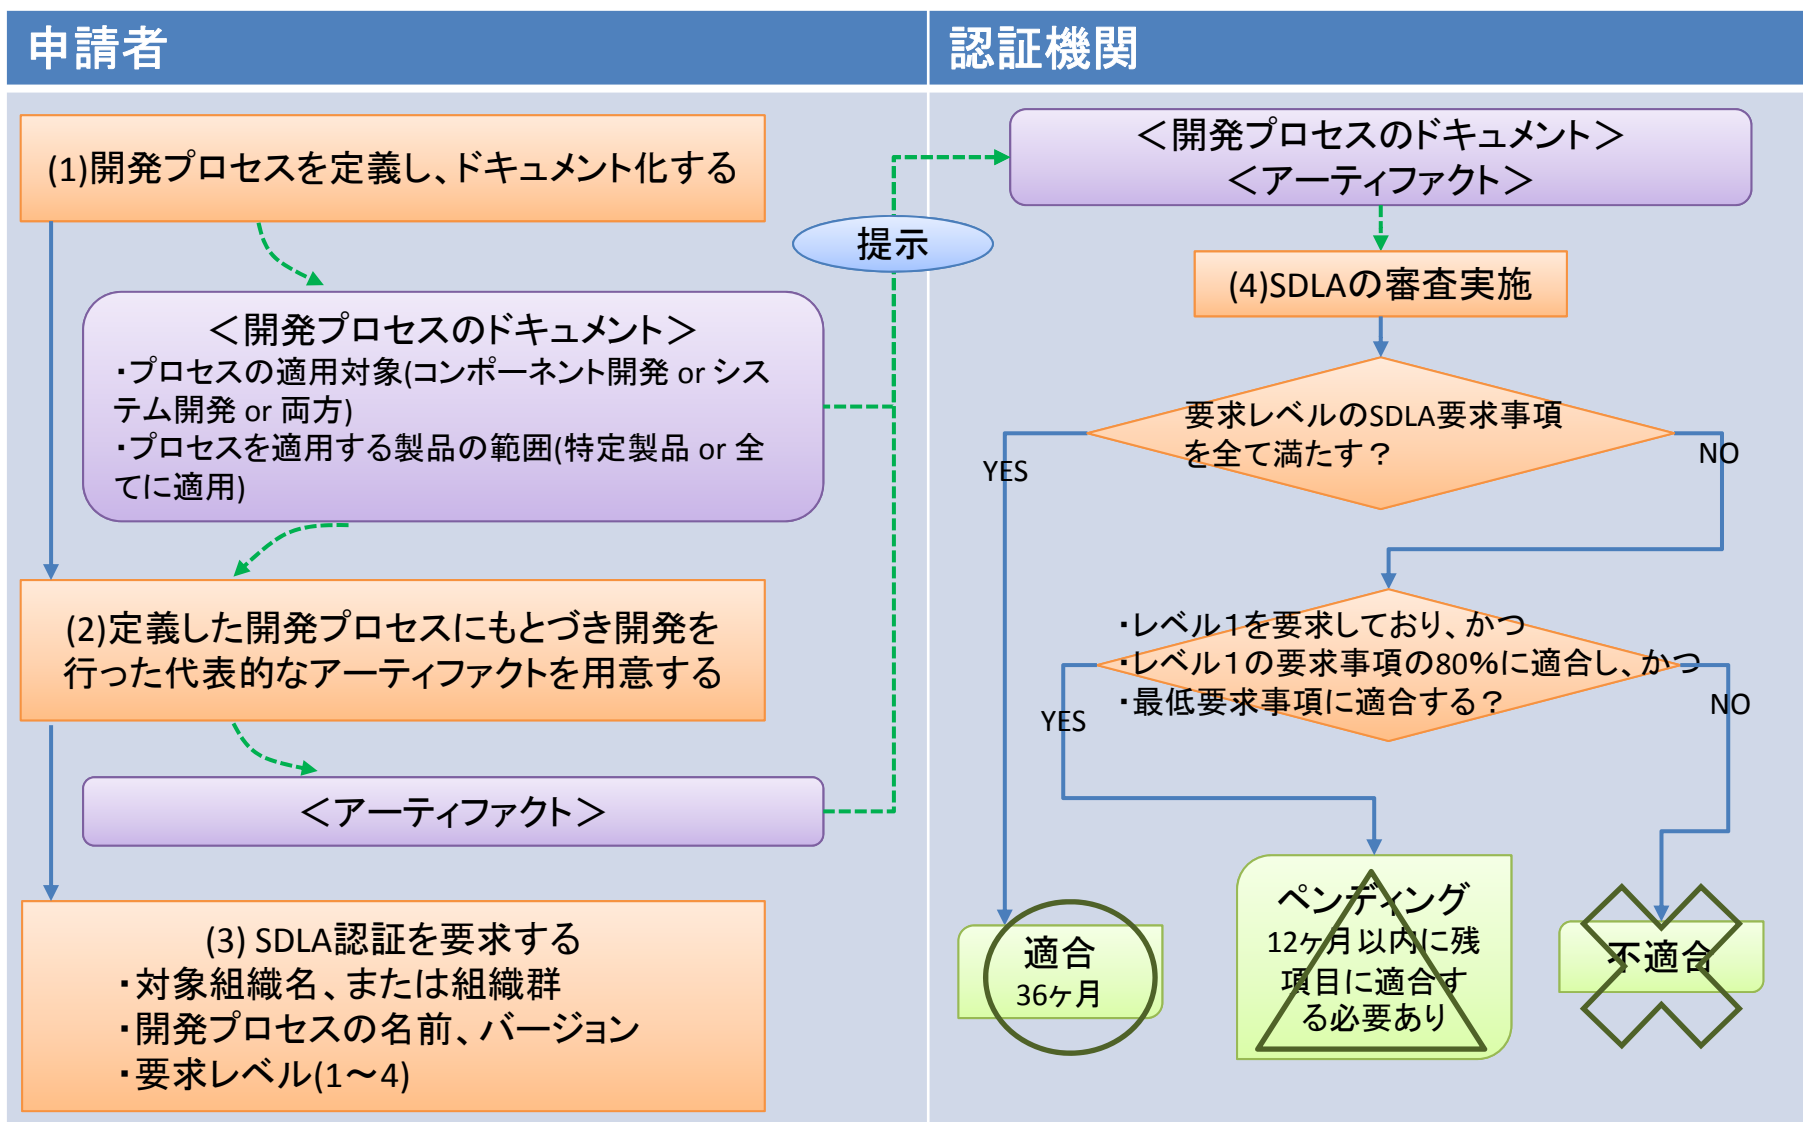 申請者
(1)開発プロセスを定義し、ドキュメント化する
＜開発プロセスのドキュメント＞
・プロセスの適用対象(コンポーネント開発 or シス
テム開発 or 両方)
・プロセスを適用する製品の範囲(特定製品 or 全
てに適用)
(2)定義した開発プロセスにもとづき開発を
行った代表的なアーティファクトを用意する
＜アーティファクト＞
(3) SDLA認証を要求する
・対象組織名、または組織群
・開発プロセスの名前、バージョン
・要求レベル(1～4)
提示
認証機関
＜開発プロセスのドキュメント＞
＜アーティファクト＞
(4)SDLAの審査実施
要求レベルのSDLA要求事項
を全て満たす？
YES
NO
・レベル１を要求しており、かつ
・レベル１の要求事項の80%に適合し、かつ
・最低要求事項に適合する？
YES
NO
適合
36ヶ月
ペンディング
12ヶ月以内に残
項目に適合す
る必要あり
不適合